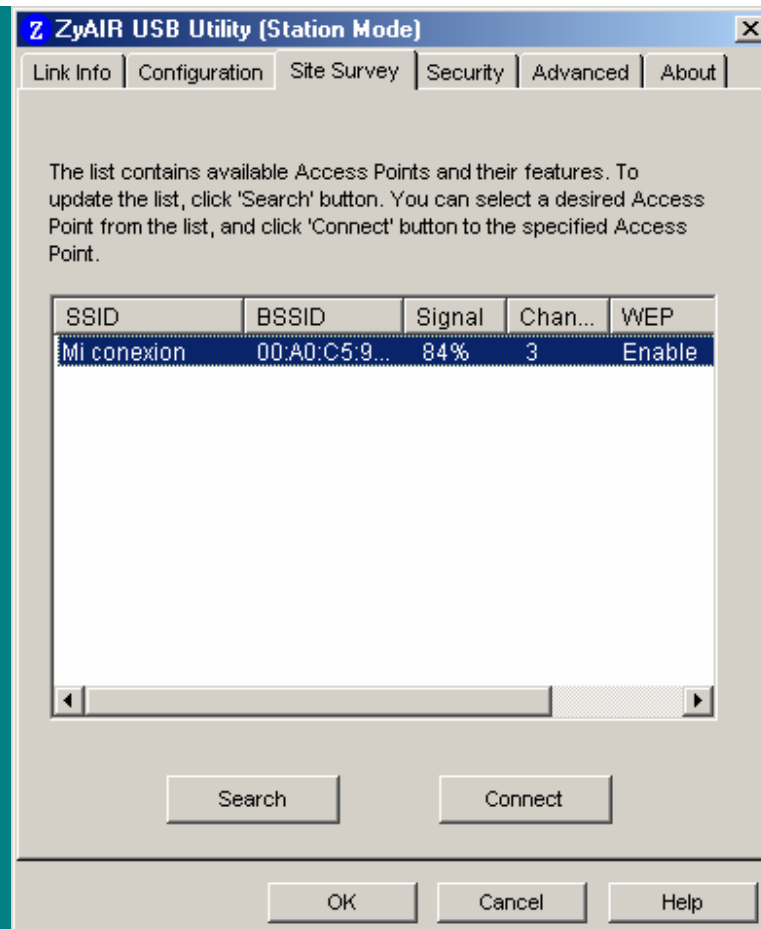 Z ZyAIR USB Utility (Station Mode)
Link Info Configuration Site Survey Security Advanced About
The list contains available Access Points and their features. To
update the list, click 'Search' button. You can select a desired Access
Point from the list, and click 'Connect' button to the specified Access
Point.
SSID BSSID Signal Chan... WEP
Mi conexion 00:A0:C5:9... 84% 3 Enable
Search Connect
OK Cancel Help